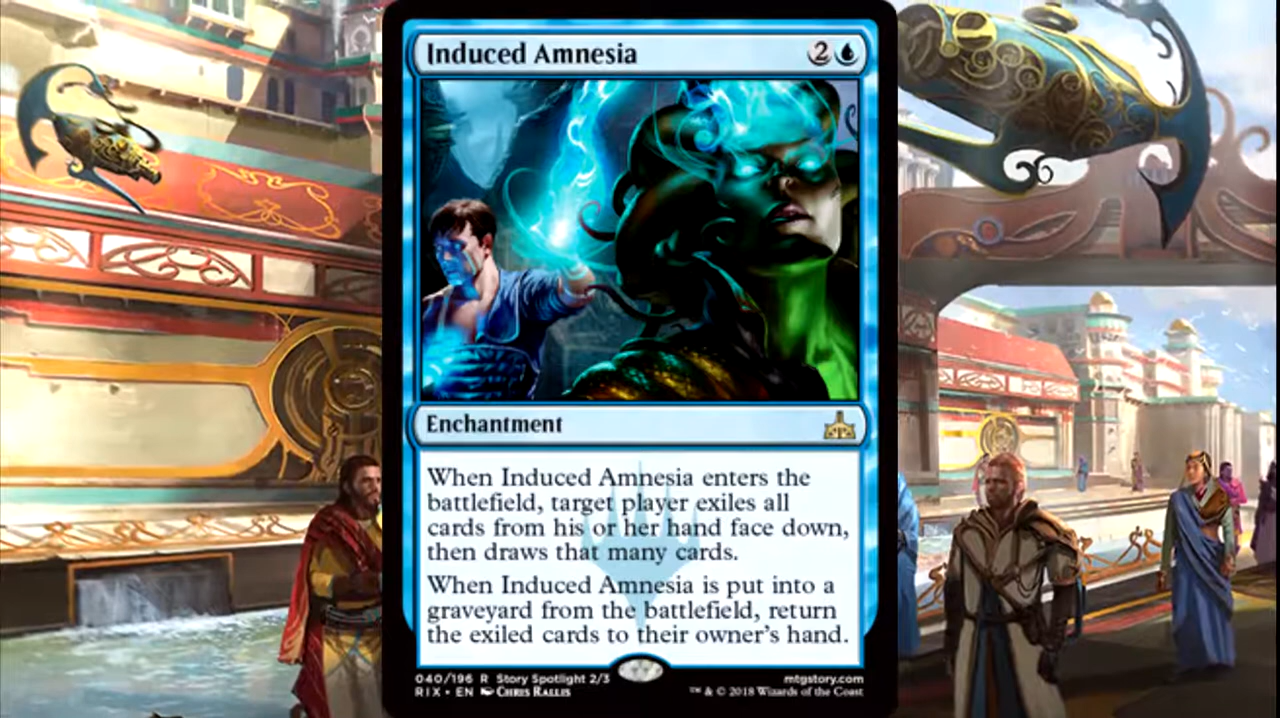 Induced Amnesia 2
Enchantment
When Induced Amnesia enters the
battlefield, target player exiles all
cards from his or her hand face down,
then draws that many cards.
When Induced Amnesia is put into a
graveyard from the battlefield, return
the exiled cards to their owner's hand.
040/196 R Story Spotlight 2/3
mtgstory.com
RIX • EN Chris Rallis
™ & © 2018 Wizards of the Coast